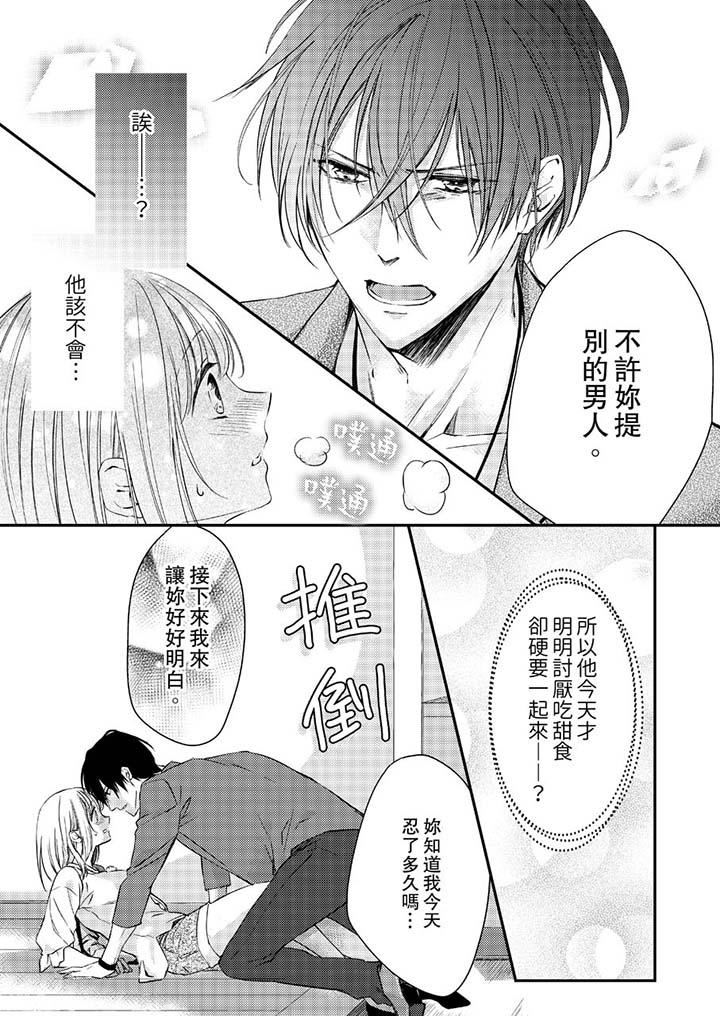 不許妳提
別的男人。
誒——…？
他該不會…
噗通
噗通
所以他今天才
明明討厭吃甜食
卻硬要一起來——？
推倒
妳知道我今天
忍了多久嗎…
接下來我來
讓妳好好明白。